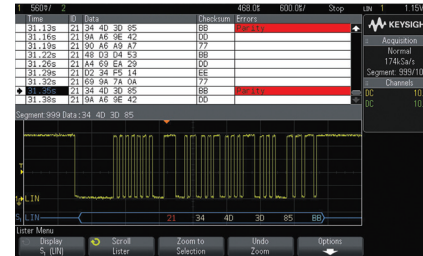 1 560▽/ 2 468.0▽ 600.0▽/ Stop LIN 1 1.15V
Time ID Data Checksum Errors
31.13s 21 34 4D 3D 85 BB Parity
31.16s 21 9A A6 9E 42 DD
31.19s 21 90 A6 A9 A7 77
31.22s 21 48 D3 D4 53 BB
31.26s 21 A4 69 EA 29 DD
31.29s 21 D2 34 F5 14 EE
31.32s 21 69 9A 7A 0A 77
31.35s 21 34 4D 3D 85 BB Parity
31.38s 21 9A A6 9E 42 DD
KEYSIGH
Acquisition
Normal
174kSa/s
Segment: 999/10
Channels
DC 10.
DC 10.
Segment:999 Data:34 4D 3D 85
LIN
S₁ LIN 21 34 4D 3D 85 BB
Lister Menu
Display
S₁ (LIN)
Scroll
Lister
Zoom to
Selection
Undo
Zoom
Options